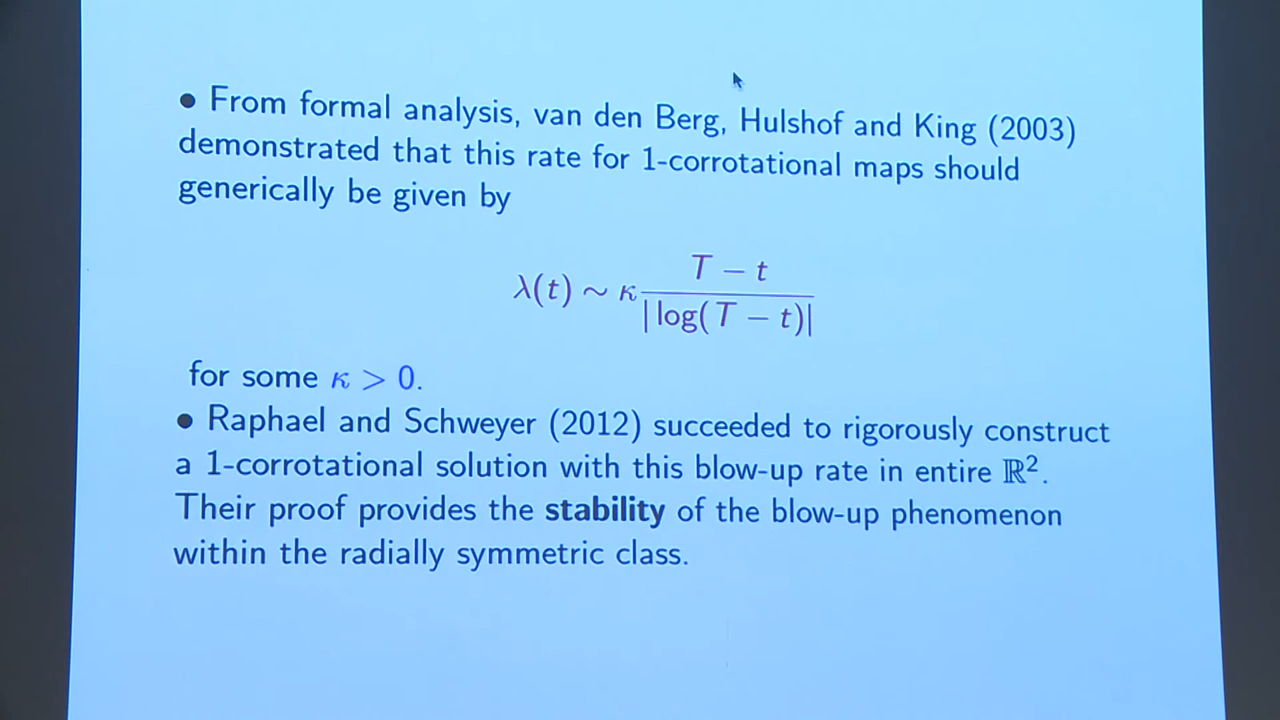 • From formal analysis, van den Berg, Hulshof and King (2003)
demonstrated that this rate for 1-corrotational maps should
generically be given by
λ(t) ∼ κ (T − t) / |log(T − t)|
for some κ > 0.
• Raphael and Schweyer (2012) succeeded to rigorously construct
a 1-corrotational solution with this blow-up rate in entire ℝ².
Their proof provides the stability of the blow-up phenomenon
within the radially symmetric class.